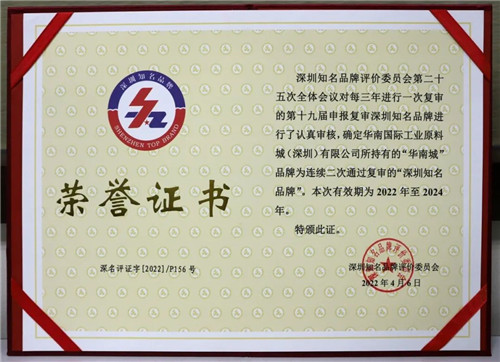 深圳知名品牌
SHENZHEN TOP BRAND
荣誉证书
深名评证字[2022]/P156号
深圳知名品牌评价委员会第二十
五次全体会议对每三年进行一次复审
的第十九届申报复审深圳知名品牌进
行了认真审核，确定华南国际工业原料
城（深圳）有限公司所持有的“华南城”
品牌为连续二次通过复审的“深圳知名
品牌”。本次有效期为2022年至2024
年。
特颁此证。
深圳知名品牌评价委员会
2022年4月6日